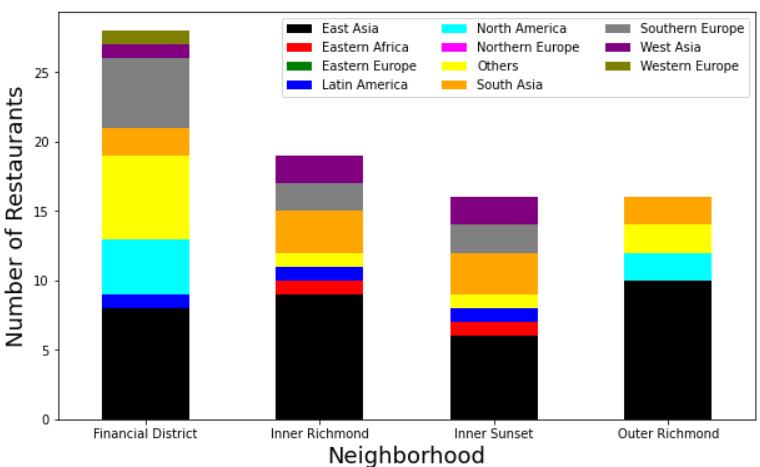 East Asia
Eastern Africa
Eastern Europe
Latin America
North America
Northern Europe
Others
South Asia
Southern Europe
West Asia
Western Europe
Number of Restaurants
25
20
15
10
5
0
Financial District
Inner Richmond
Inner Sunset
Outer Richmond
Neighborhood